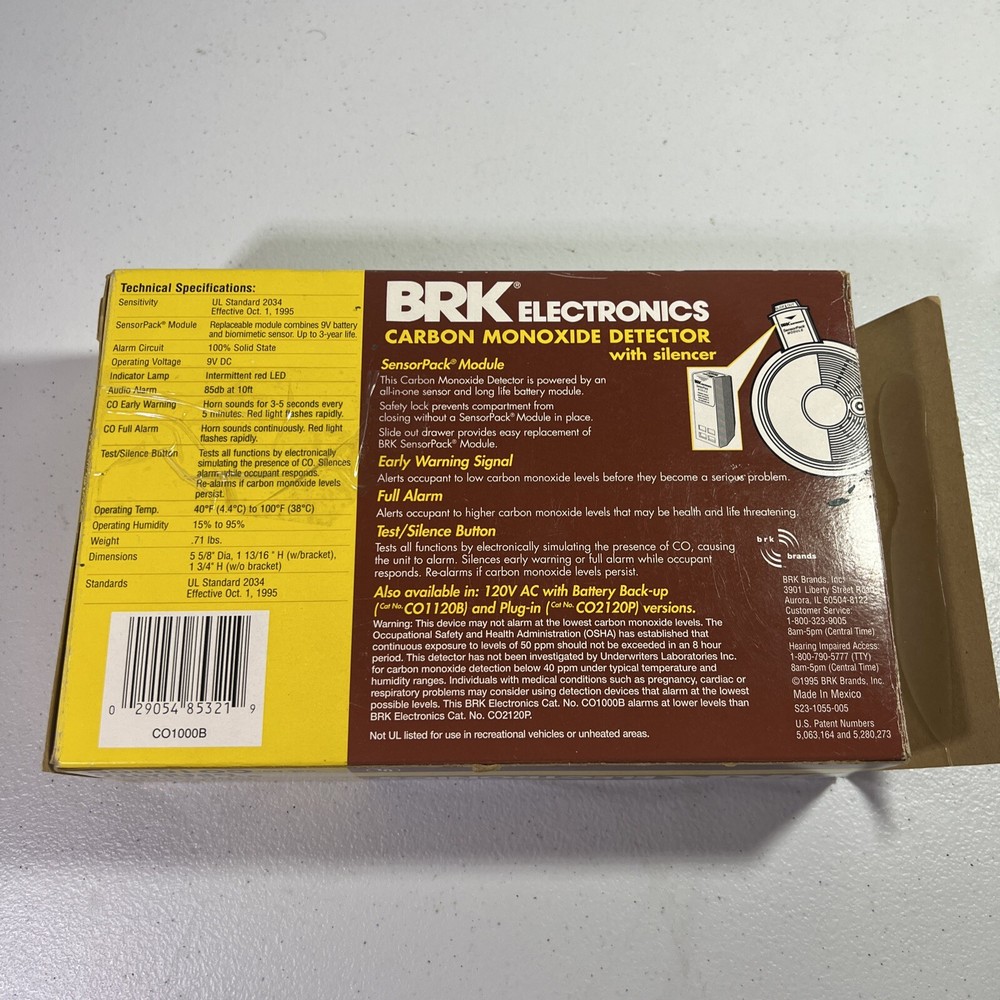 Technical Specifications:
Sensitivity UL Standard 2034
Effective Oct. 1, 1995
SensorPack® Module Replaceable module combines 9V battery
and biomimetic sensor. Up to 3-year life.
Alarm Circuit 100% Solid State
Operating Voltage 9V DC
Indicator Lamp Intermittent red LED
Audio Alarm 85db at 10ft
CO Early Warning Horn sounds for 3-5 seconds every
5 minutes. Red light flashes rapidly.
CO Full Alarm Horn sounds continuously. Red light
flashes rapidly.
Test/Silence Button Tests all functions by electronically
simulating the presence of CO. Silences
alarm while occupant responds.
Re-alarms if carbon monoxide levels
persist.
Operating Temp. 40°F (4.4°C) to 100°F (38°C)
Operating Humidity 15% to 95%
Weight .71 lbs.
Dimensions 5 5/8" Dia, 1 13/16 " H (w/bracket),
1 3/4" H (w/o bracket)
Standards UL Standard 2034
Effective Oct. 1, 1995
0 29054 85321 9
CO1000B
BRK® ELECTRONICS
CARBON MONOXIDE DETECTOR
with silencer
SensorPack® Module
This Carbon Monoxide Detector is powered by an
all-in-one sensor and long life battery module.
Safety lock prevents compartment from
closing without a SensorPack® Module in place.
Slide out drawer provides easy replacement of
BRK SensorPack® Module.
Early Warning Signal
Alerts occupant to low carbon monoxide levels before they become a serious problem.
Full Alarm
Alerts occupant to higher carbon monoxide levels that may be health and life threatening.
Test/Silence Button
Tests all functions by electronically simulating the presence of CO, causing
the unit to alarm. Silences early warning or full alarm while occupant
responds. Re-alarms if carbon monoxide levels persist.
Also available in: 120V AC with Battery Back-up
(Cat No. CO1120B) and Plug-in (Cat No. CO2120P) versions.
Warning: This device may not alarm at the lowest carbon monoxide levels. The
Occupational Safety and Health Administration (OSHA) has established that
continuous exposure to levels of 50 ppm should not be exceeded in an 8 hour
period. This detector has not been investigated by Underwriters Laboratories Inc.
for carbon monoxide detection below 40 ppm under typical temperature and
humidity ranges. Individuals with medical conditions such as pregnancy, cardiac or
respiratory problems may consider using detection devices that alarm at the lowest
possible levels. This BRK Electronics Cat. No. CO1000B alarms at lower levels than
BRK Electronics Cat. No. CO2120P.
Not UL listed for use in recreational vehicles or unheated areas.
BRK
SensorPack
brk
brands
BRK Brands, Inc.
3901 Liberty Street Road
Aurora, IL 60504-8122
Customer Service:
1-800-323-9005
8am-5pm (Central Time)
Hearing Impaired Access:
1-800-790-5777 (TTY)
8am-5pm (Central Time)
©1995 BRK Brands, Inc.
Made In Mexico
S23-1055-005
U.S. Patent Numbers
5,063,164 and 5,280,273